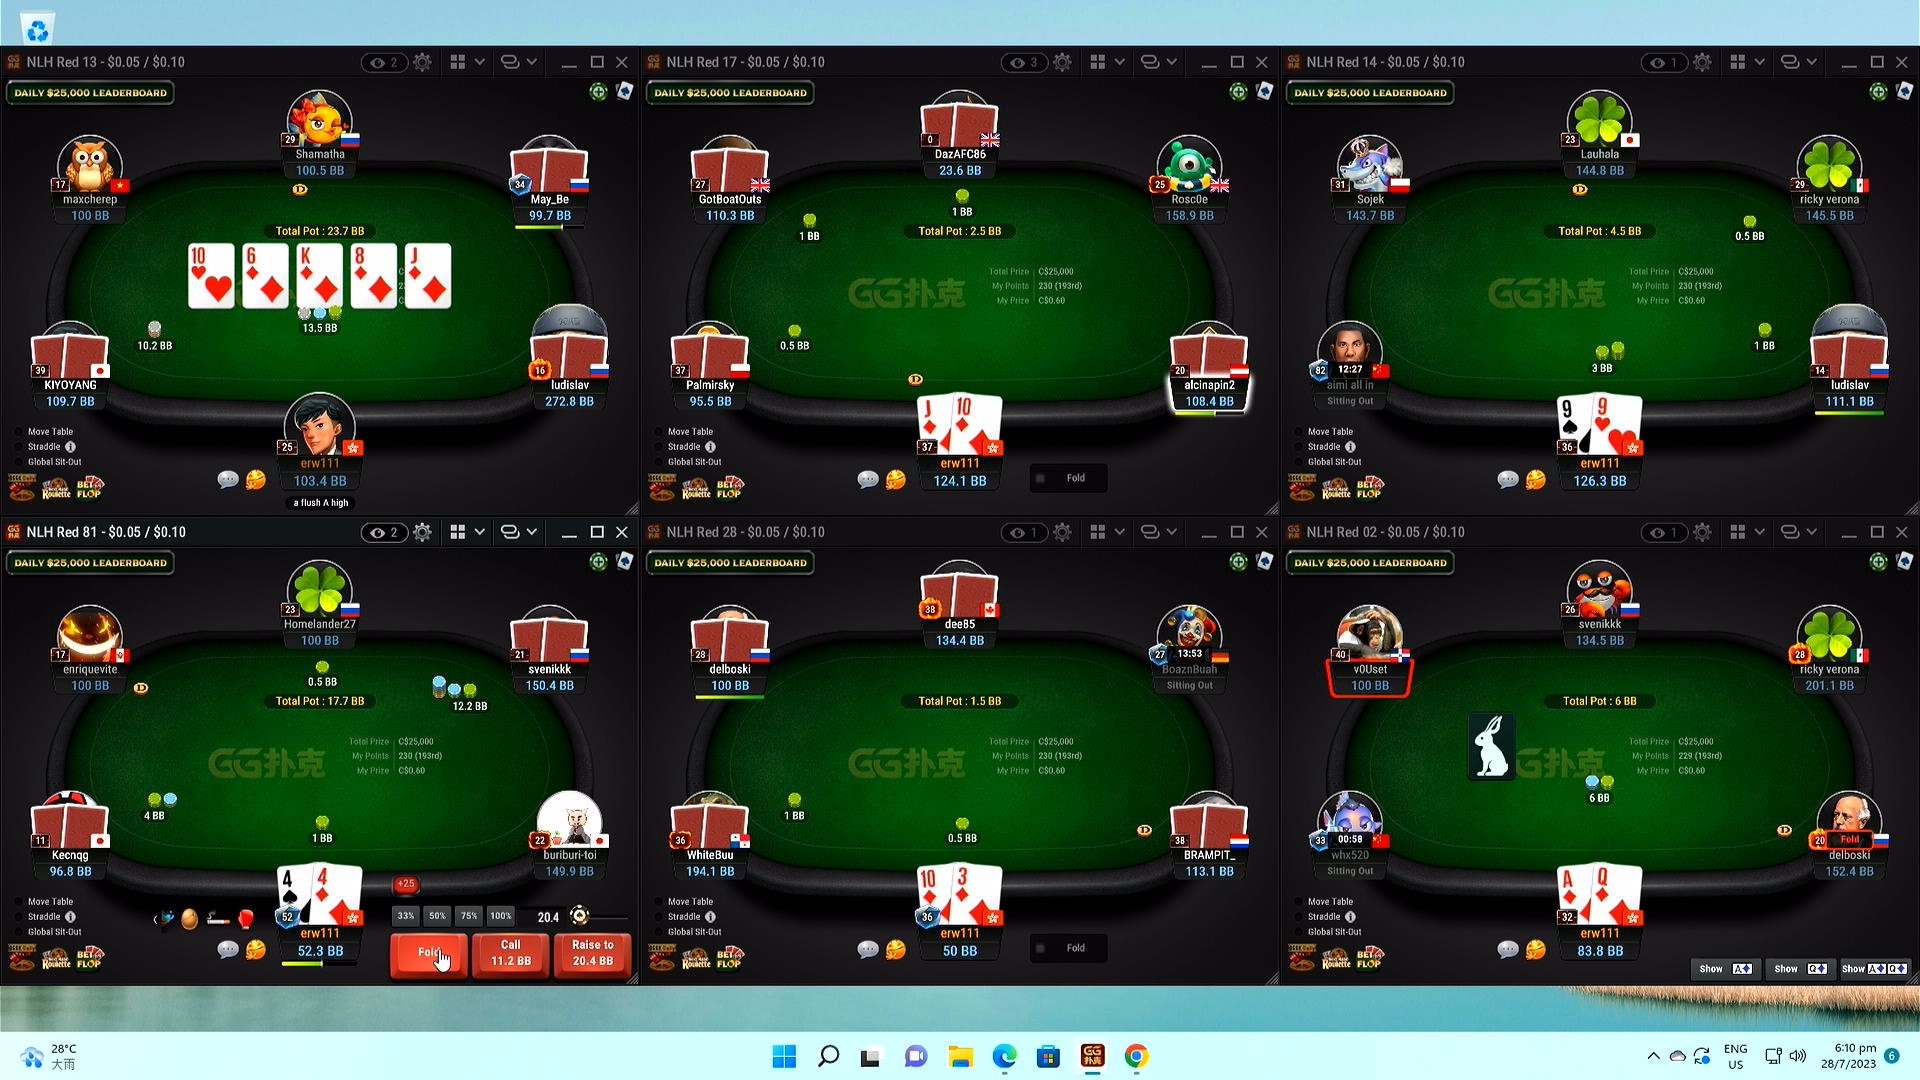 NLH Red 13 - $0.05 / $0.10
2
DAILY $25,000 LEADERBOARD
29
Shamatha
100.5 BB
17
maxcherep
100 BB
34
May_Be
99.7 BB
D
Total Pot : 23.7 BB
10 6 K 8 J
13.5 BB
10.2 BB
39
KIYOYANG
109.7 BB
16
ludislav
272.8 BB
25
erw111
103.4 BB
a flush A high
Move Table
Straddle
Global Sit-Out
Roulette
BET FLOP
NLH Red 17 - $0.05 / $0.10
3
DAILY $25,000 LEADERBOARD
0
DazAFC86
23.6 BB
27
GotBoatOuts
110.3 BB
25
Rosc0e
158.9 BB
1 BB
1 BB
Total Pot : 2.5 BB
GG扑克
Total Prize C$25,000
My Points 230 (193rd)
My Prize C$0.60
0.5 BB
37
Palmirsky
95.5 BB
D
20
alcinapin2
108.4 BB
J 10
37
erw111
124.1 BB
Fold
Move Table
Straddle
Global Sit-Out
Roulette
BET FLOP
NLH Red 14 - $0.05 / $0.10
1
DAILY $25,000 LEADERBOARD
23
Lauhala
144.8 BB
31
Sojek
143.7 BB
29
ricky verona
145.5 BB
D
0.5 BB
Total Pot : 4.5 BB
GG扑克
Total Prize C$25,000
My Points 230 (193rd)
My Prize C$0.60
1 BB
3 BB
82
12:27
aimi all in
Sitting Out
14
ludislav
111.1 BB
9 9
36
erw111
126.3 BB
Move Table
Straddle
Global Sit-Out
Roulette
BET FLOP
NLH Red 81 - $0.05 / $0.10
2
DAILY $25,000 LEADERBOARD
23
Homelander27
100 BB
17
enriquevite
100 BB
21
svenikkk
150.4 BB
D
0.5 BB
12.2 BB
Total Pot : 17.7 BB
GG扑克
Total Prize C$25,000
My Points 230 (193rd)
My Prize C$0.60
4 BB
1 BB
11
Kecnqg
96.8 BB
22
buriburi-toi
149.9 BB
4 4
52
erw111
52.3 BB
+25
33% 50% 75% 100% 20.4
Fold
Call
11.2 BB
Raise to
20.4 BB
Move Table
Straddle
Global Sit-Out
Roulette
BET FLOP
NLH Red 28 - $0.05 / $0.10
1
DAILY $25,000 LEADERBOARD
38
dee85
134.4 BB
28
delboski
100 BB
27
13:53
BoaznBuah
Sitting Out
Total Pot : 1.5 BB
GG扑克
Total Prize C$25,000
My Points 230 (193rd)
My Prize C$0.60
1 BB
0.5 BB
D
36
WhiteBuu
194.1 BB
38
BRAMPIT_
113.1 BB
10 3
36
erw111
50 BB
Fold
Move Table
Straddle
Global Sit-Out
Roulette
BET FLOP
NLH Red 02 - $0.05 / $0.10
1
DAILY $25,000 LEADERBOARD
26
svenikkk
134.5 BB
40
v0Uset
100 BB
28
ricky verona
201.1 BB
Total Pot : 6 BB
GG扑克
Total Prize C$25,000
My Points 229 (193rd)
My Prize C$0.60
6 BB
D
33
00:58
whx520
Sitting Out
20
Fold
delboski
152.4 BB
A Q
32
erw111
83.8 BB
Show A
Show Q
Show A Q
Move Table
Straddle
Global Sit-Out
Roulette
BET FLOP
28°C
大雨
GG
扑克
ENG
US
6:10 pm
28/7/2023
6